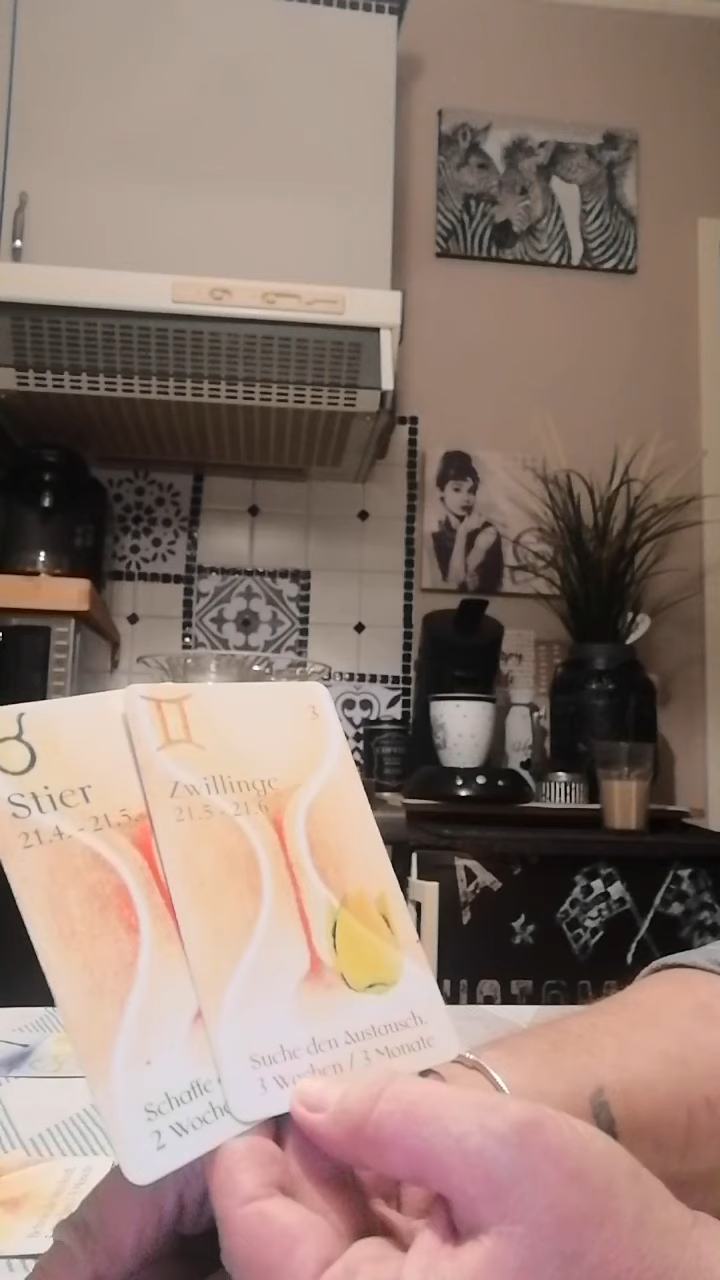 Stier
21.4. - 21.5.
Schaffe
2 Woche
3
Zwillinge
21.5 - 21.6
Suche den Austausch.
3 Wochen / 3 Monate